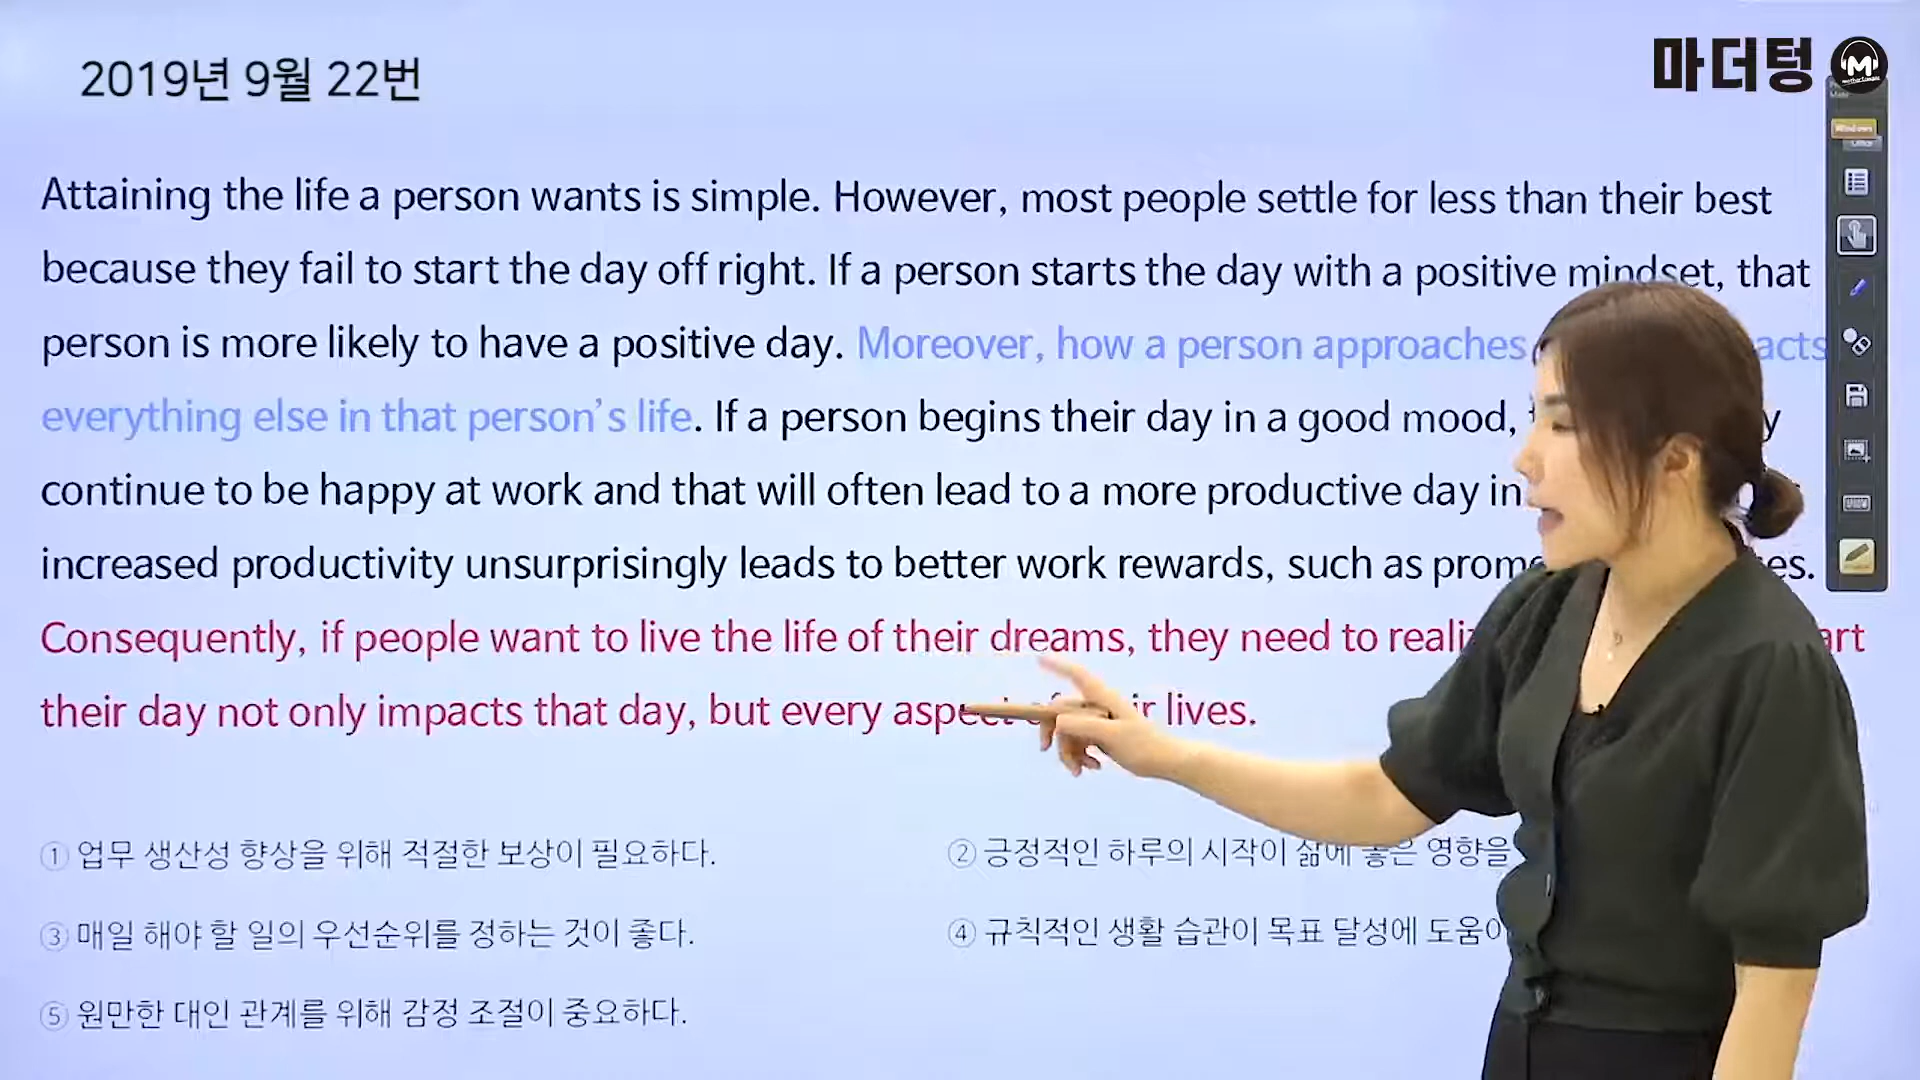 2019년 9월 22번
마더텅
Attaining the life a person wants is simple. However, most people settle for less than their best
because they fail to start the day off right. If a person starts the day with a positive mindset, that
person is more likely to have a positive day. Moreover, how a person approaches acts
everything else in that person's life. If a person begins their day in a good mood, y
continue to be happy at work and that will often lead to a more productive day in
increased productivity unsurprisingly leads to better work rewards, such as prom es.
Consequently, if people want to live the life of their dreams, they need to reali art
their day not only impacts that day, but every aspect of their lives.
① 업무 생산성 향상을 위해 적절한 보상이 필요하다.
② 긍정적인 하루의 시작이 삶에 좋은 영향을
③ 매일 해야 할 일의 우선순위를 정하는 것이 좋다.
④ 규칙적인 생활 습관이 목표 달성에 도움이
⑤ 원만한 대인 관계를 위해 감정 조절이 중요하다.